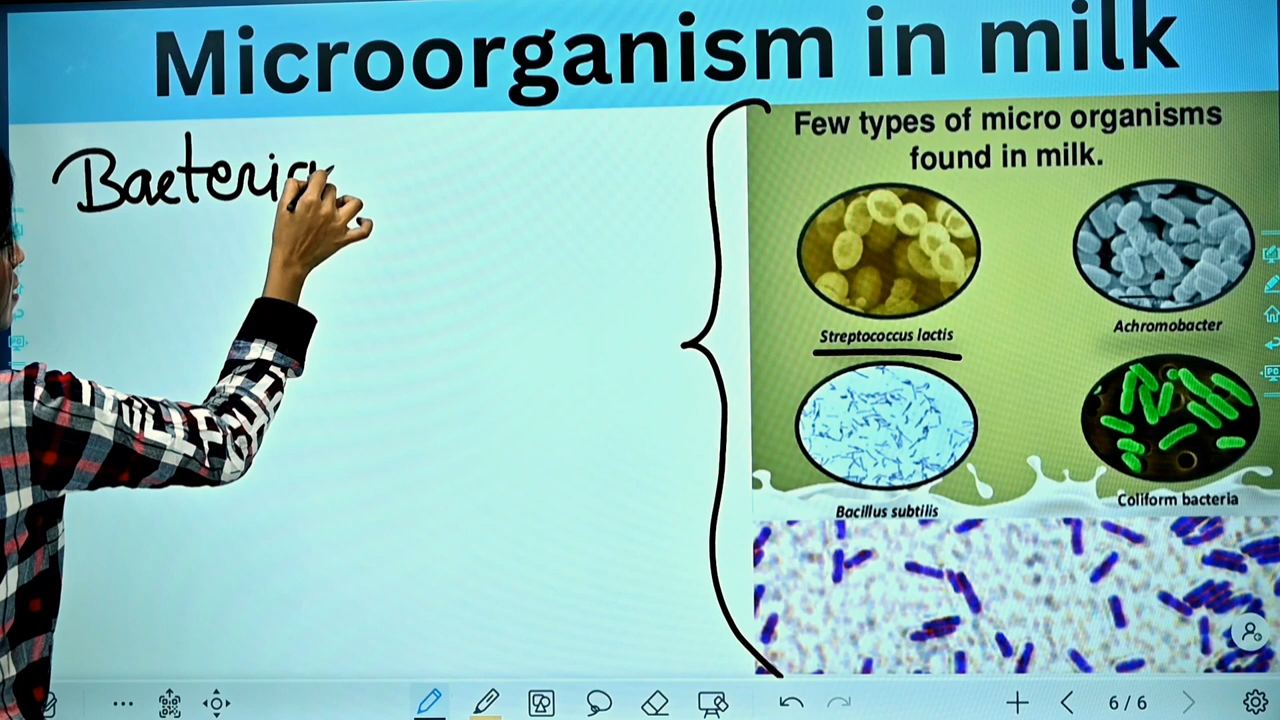 Microorganism in milk
Bacteria
Few types of micro organisms
found in milk.
Streptococcus lactis
Achromobacter
Bacillus subtilis
Coliform bacteria
6/6